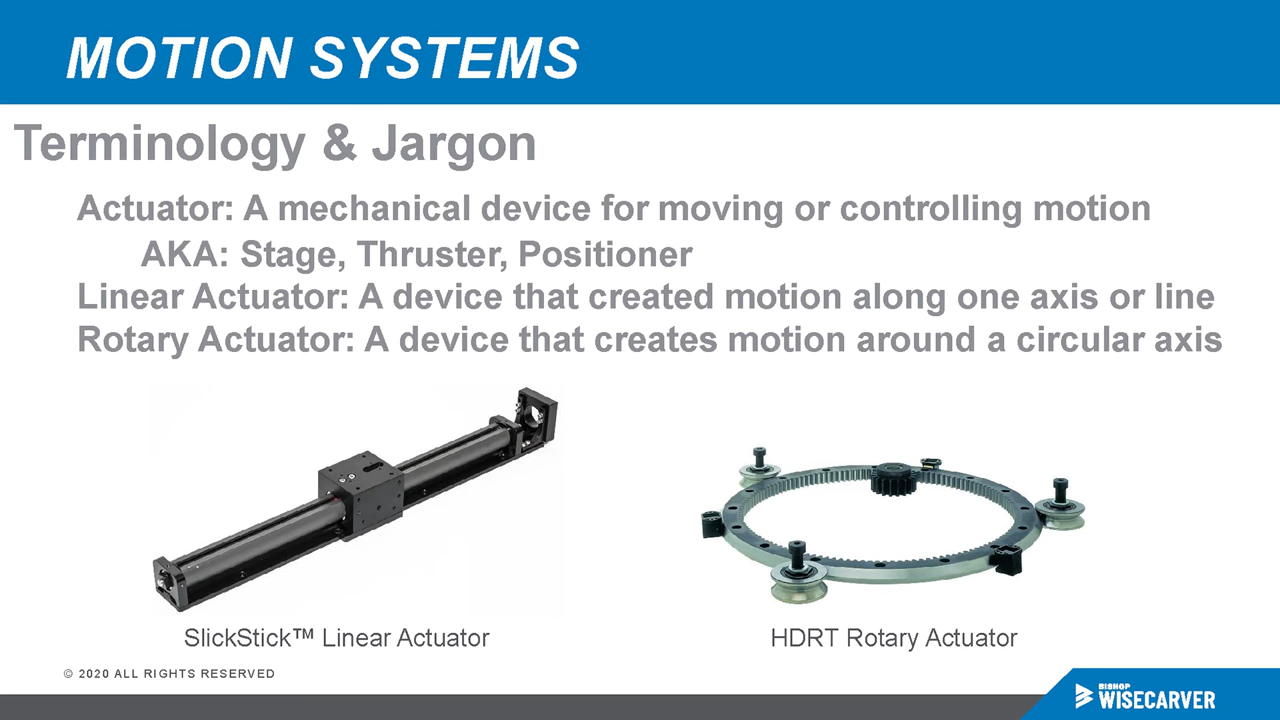 MOTION SYSTEMS
Terminology & Jargon
Actuator: A mechanical device for moving or controlling motion
AKA: Stage, Thruster, Positioner
Linear Actuator: A device that created motion along one axis or line
Rotary Actuator: A device that creates motion around a circular axis
SlickStick™ Linear Actuator
HDRT Rotary Actuator
© 2020 ALL RIGHTS RESERVED
BISHOP
WISECARVER